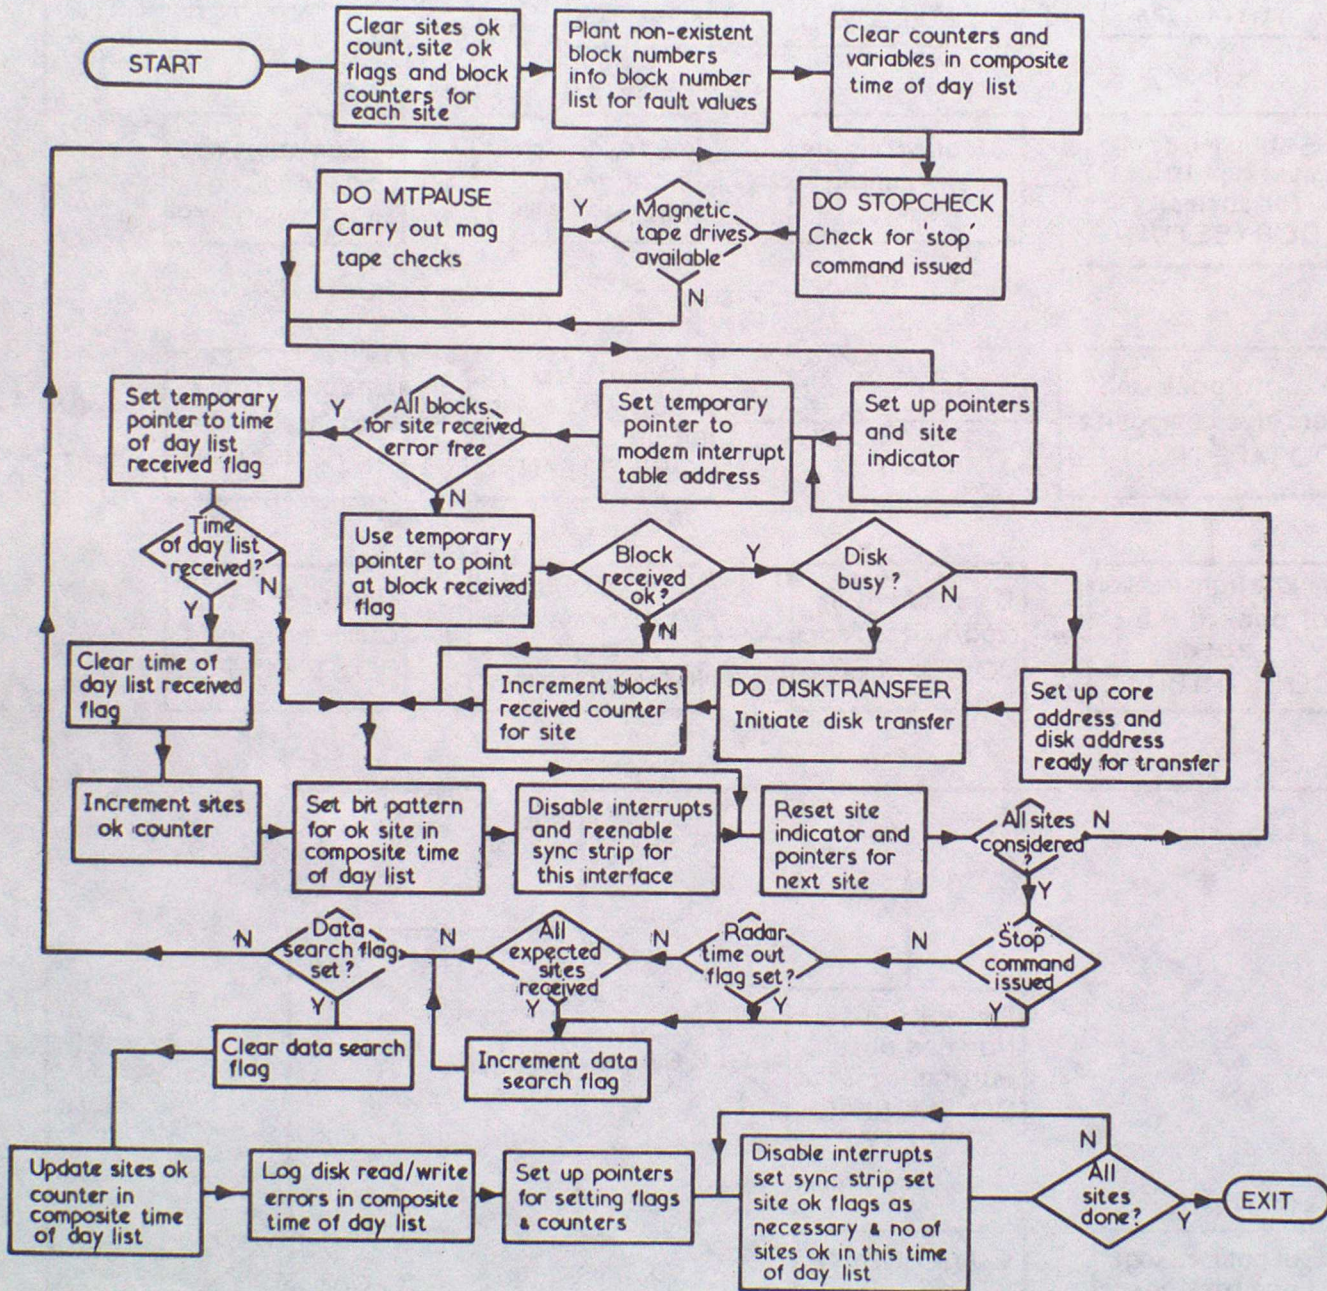 START
Clear sites ok
count, site ok
flags and block
counters for
each site
Plant non-existent
block numbers
info block number
list for fault values
Clear counters and
variables in composite
time of day list
DO MTPAUSE
Carry out mag
tape checks
Y
Magnetic
tape drives
available
N
DO STOPCHECK
Check for 'stop'
command issued
Set temporary
pointer to time
of day list
received flag
Y
All blocks
for site received
error free
N
Set temporary
pointer to
modem interrupt
table address
Set up pointers
and site
indicator
Time
of day list
received?
Y
N
Use temporary
pointer to point
at block received
flag
Block
received
ok?
Y
N
Disk
busy?
N
Clear time of
day list received
flag
Increment blocks
received counter
for site
DO DISKTRANSFER
Initiate disk transfer
Set up core
address and
disk address
ready for transfer
Increment sites
ok counter
Set bit pattern
for ok site in
composite time
of day list
Disable interrupts
and reenable
sync strip for
this interface
Reset site
indicator and
pointers for
next site
All sites
considered
?
N
Y
N
Data
search flag
set?
Y
N
All
expected
sites
received
Y
N
Radar
time out
flag set?
Y
N
"Stop"
command
issued
Y
Clear data search
flag
Increment data
search flag
Update sites ok
counter in
composite time
of day list
Log disk read/write
errors in composite
time of day list
Set up pointers
for setting flags
& counters
Disable interrupts
set sync strip set
site ok flags as
necessary & no of
sites ok in this time
of day list
N
All
sites
done?
Y
EXIT